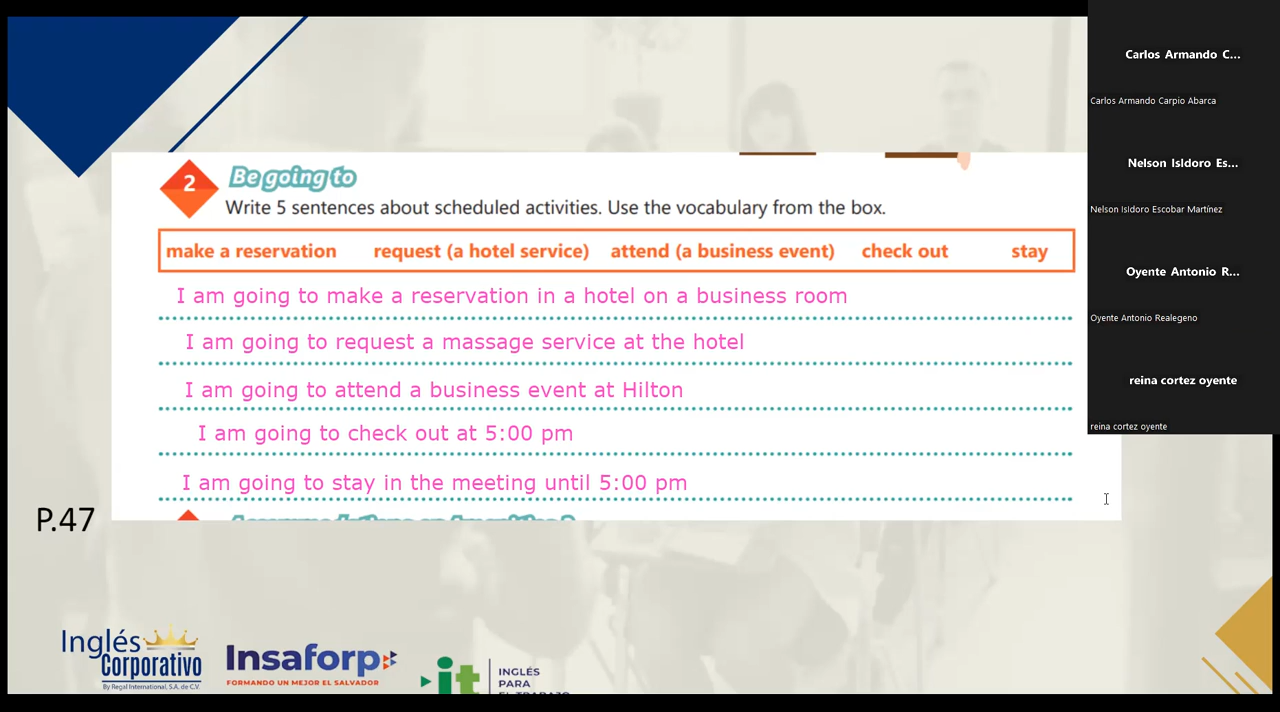 Carlos Armando C...
Carlos Armando Carpio Abarca
Nelson IsIdoro Es...
Nelson IsIdoro Escobar Martínez
Oyente Antonio R...
Oyente Antonio Realegeno
reina cortez oyente
reina cortez oyente
2
Be going to
Write 5 sentences about scheduled activities. Use the vocabulary from the box.
make a reservation request (a hotel service) attend (a business event) check out stay
I am going to make a reservation in a hotel on a business room
I am going to request a massage service at the hotel
I am going to attend a business event at Hilton
I am going to check out at 5:00 pm
I am going to stay in the meeting until 5:00 pm
P.47
Inglés
Corporativo
By Regal International, S.A. de C.V.
Insaforp
FORMANDO UN MEJOR EL SALVADOR
it
INGLÉS
PARA
EL TRABAJO